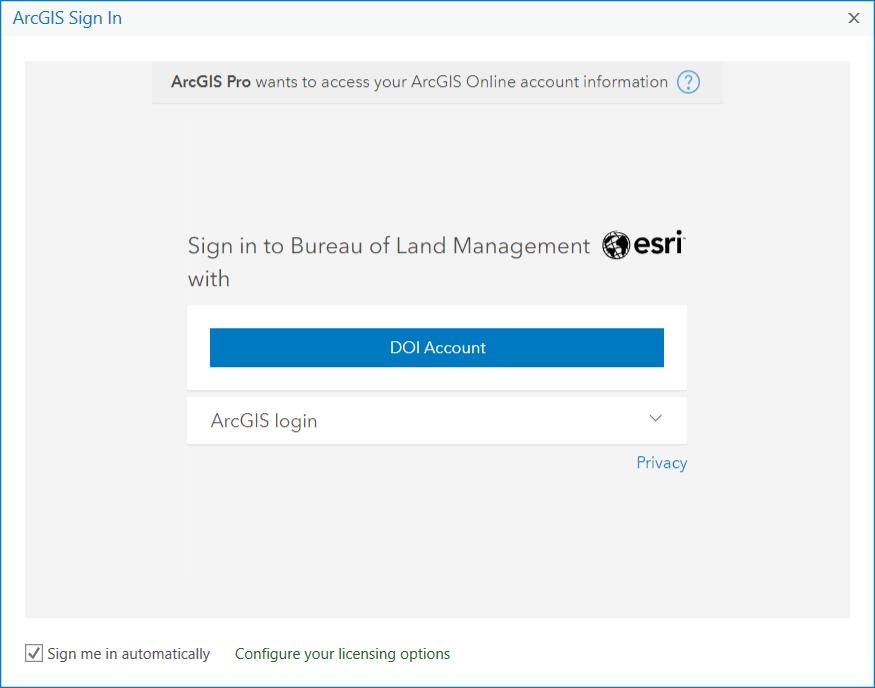 ArcGIS Sign In
ArcGIS Pro wants to access your ArcGIS Online account information ?
Sign in to Bureau of Land Management esri
with
DOI Account
ArcGIS login
Privacy
Sign me in automatically Configure your licensing options